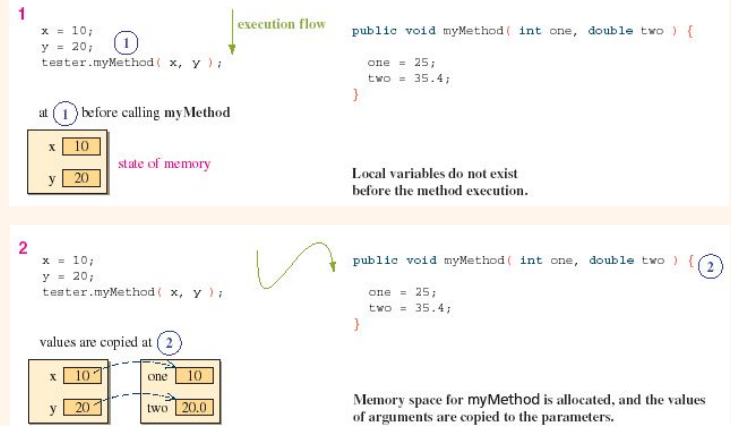 1
x = 10;
y = 20;
1
tester.myMethod( x, y );
execution flow
public void myMethod( int one, double two ) {
one = 25;
two = 35.4;
}
at 1 before calling myMethod
x 10
y 20
state of memory
Local variables do not exist
before the method execution.
2
x = 10;
y = 20;
tester.myMethod( x, y );
public void myMethod( int one, double two ) { 2
one = 25;
two = 35.4;
}
values are copied at 2
x 10 one 10
y 20 two 20.0
Memory space for myMethod is allocated, and the values
of arguments are copied to the parameters.